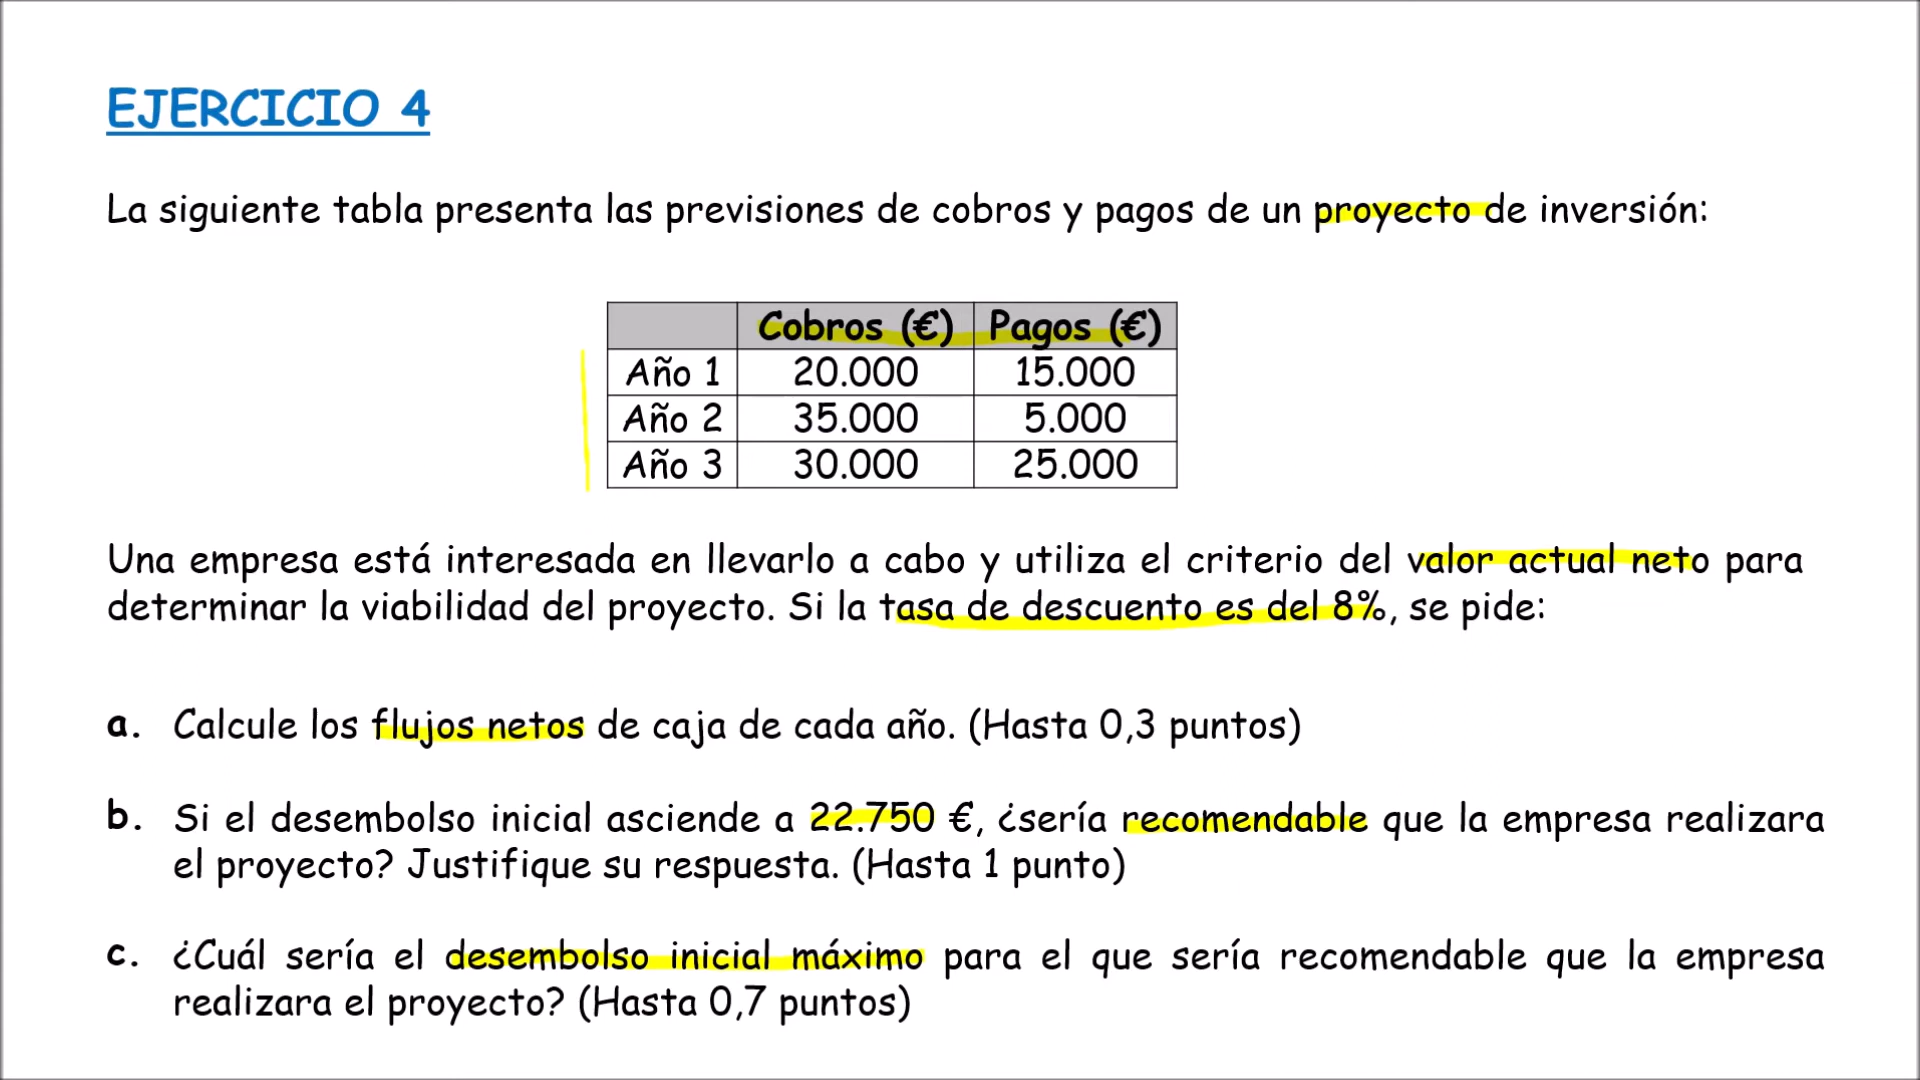 EJERCICIO 4
La siguiente tabla presenta las previsiones de cobros y pagos de un proyecto de inversión:
Cobros (€) Pagos (€)
Año 1 20.000 15.000
Año 2 35.000 5.000
Año 3 30.000 25.000
Una empresa está interesada en llevarlo a cabo y utiliza el criterio del valor actual neto para
determinar la viabilidad del proyecto. Si la tasa de descuento es del 8%, se pide:
a. Calcule los flujos netos de caja de cada año. (Hasta 0,3 puntos)
b. Si el desembolso inicial asciende a 22.750 €, ¿sería recomendable que la empresa realizara
el proyecto? Justifique su respuesta. (Hasta 1 punto)
c. ¿Cuál sería el desembolso inicial máximo para el que sería recomendable que la empresa
realizara el proyecto? (Hasta 0,7 puntos)